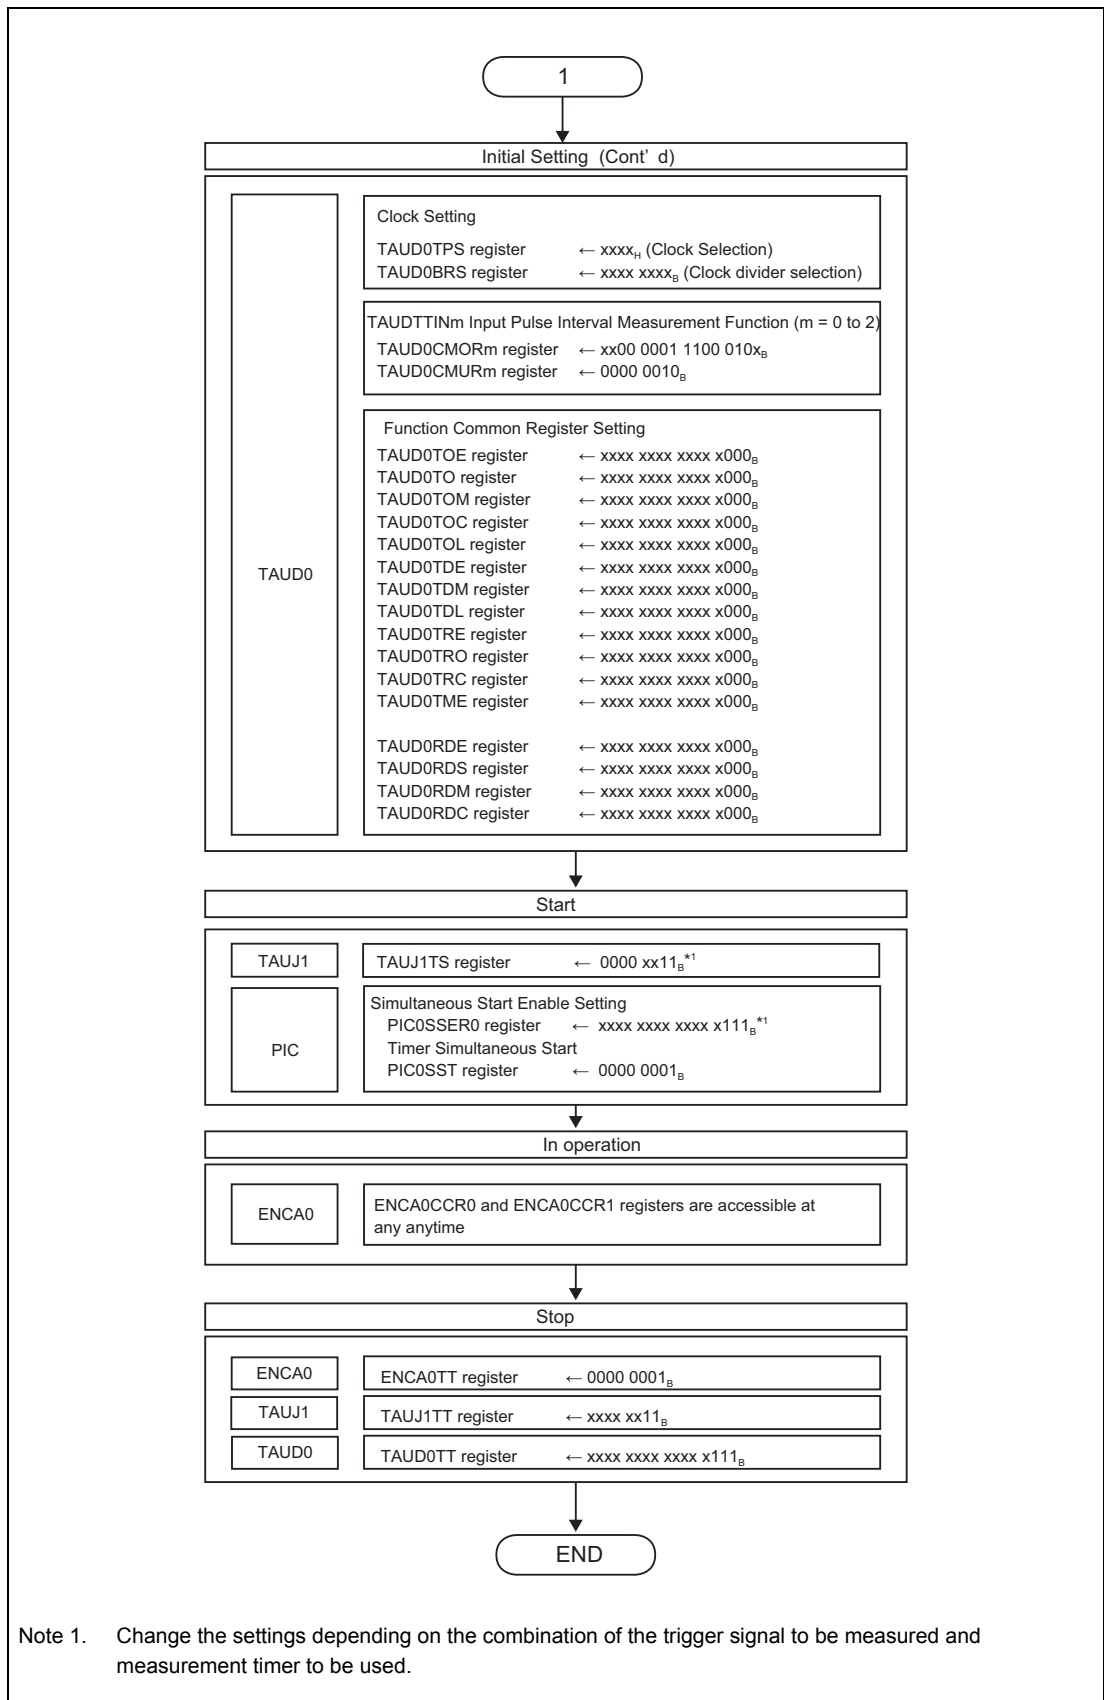 1
Initial Setting (Cont' d)
TAUD0
Clock Setting
TAUD0TPS register ← xxxxH (Clock Selection)
TAUD0BRS register ← xxxx xxxxB (Clock divider selection)
TAUDTTINm Input Pulse Interval Measurement Function (m = 0 to 2)
TAUD0CMORm register ← xx00 0001 1100 010xB
TAUD0CMURm register ← 0000 0010B
Function Common Register Setting
TAUD0TOE register ← xxxx xxxx xxxx x000B
TAUD0TO register ← xxxx xxxx xxxx x000B
TAUD0TOM register ← xxxx xxxx xxxx x000B
TAUD0TOC register ← xxxx xxxx xxxx x000B
TAUD0TOL register ← xxxx xxxx xxxx x000B
TAUD0TDE register ← xxxx xxxx xxxx x000B
TAUD0TDM register ← xxxx xxxx xxxx x000B
TAUD0TDL register ← xxxx xxxx xxxx x000B
TAUD0TRE register ← xxxx xxxx xxxx x000B
TAUD0TRO register ← xxxx xxxx xxxx x000B
TAUD0TRC register ← xxxx xxxx xxxx x000B
TAUD0TME register ← xxxx xxxx xxxx x000B
TAUD0RDE register ← xxxx xxxx xxxx x000B
TAUD0RDS register ← xxxx xxxx xxxx x000B
TAUD0RDM register ← xxxx xxxx xxxx x000B
TAUD0RDC register ← xxxx xxxx xxxx x000B
Start
TAUJ1 TAUJ1TS register ← 0000 xx11B*1
PIC
Simultaneous Start Enable Setting
PIC0SSER0 register ← xxxx xxxx xxxx x111B*1
Timer Simultaneous Start
PIC0SST register ← 0000 0001B
In operation
ENCA0
ENCA0CCR0 and ENCA0CCR1 registers are accessible at
any anytime
Stop
ENCA0 ENCA0TT register ← 0000 0001B
TAUJ1 TAUJ1TT register ← xxxx xx11B
TAUD0 TAUD0TT register ← xxxx xxxx xxxx x111B
END
Note 1. Change the settings depending on the combination of the trigger signal to be measured and
measurement timer to be used.